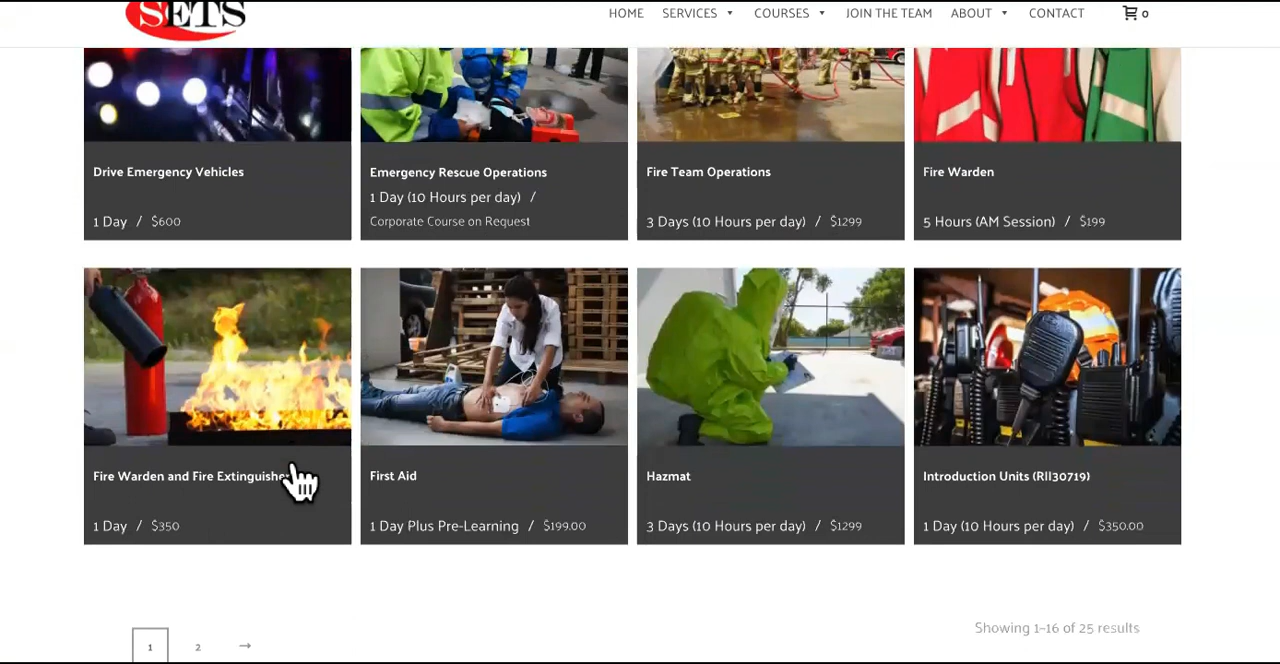 SETS
HOME SERVICES ▼ COURSES ▼ JOIN THE TEAM ABOUT ▼ CONTACT 0
Drive Emergency Vehicles
1 Day / $600
Emergency Rescue Operations
1 Day (10 Hours per day) /
Corporate Course on Request
Fire Team Operations
3 Days (10 Hours per day) / $1299
Fire Warden
5 Hours (AM Session) / $199
Fire Warden and Fire Extinguisher
1 Day / $350
First Aid
1 Day Plus Pre-Learning / $199.00
Hazmat
3 Days (10 Hours per day) / $1299
Introduction Units (RII30719)
1 Day (10 Hours per day) / $350.00
1 2 →
Showing 1–16 of 25 results